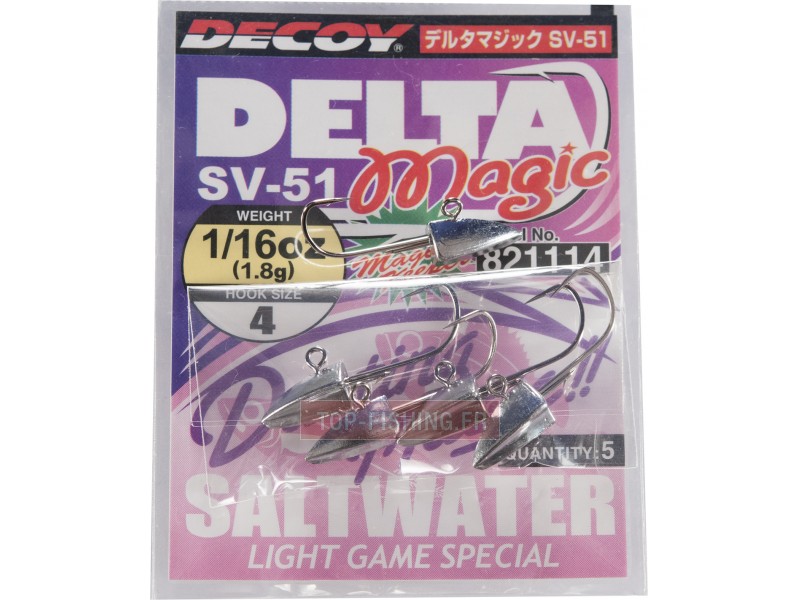 DECOY®
デルタマジック SV-51
DELTA
Magic
SV-51
WEIGHT
1/16oz
(1.8g)
No.
821114
HOOK SIZE
4
TOP-FISHING.FR
QUANTITY:5
SALTWATER
LIGHT GAME SPECIAL